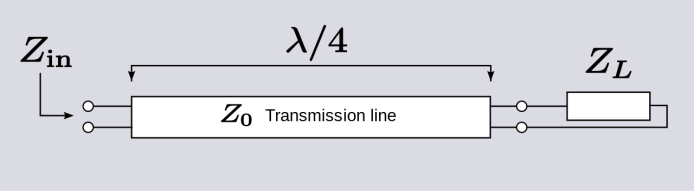 λ/4
Z_in
Z_L
Z_0 Transmission line